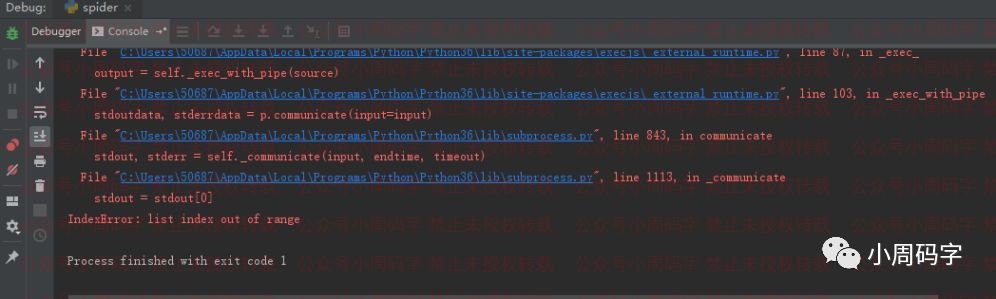 Debug: spider ×
Debugger Console
File "C:\Users\50687\AppData\Local\Programs\Python\Python36\lib\site-packages\execjs\_external_runtime.py", line 87, in _exec_
output = self._exec_with_pipe(source)
File "C:\Users\50687\AppData\Local\Programs\Python\Python36\lib\site-packages\execjs\_external_runtime.py", line 103, in _exec_with_pipe
stdoutdata, stderrdata = p.communicate(input=input)
File "C:\Users\50687\AppData\Local\Programs\Python\Python36\lib\subprocess.py", line 843, in communicate
stdout, stderr = self._communicate(input, endtime, timeout)
File "C:\Users\50687\AppData\Local\Programs\Python\Python36\lib\subprocess.py", line 1113, in _communicate
stdout = stdout[0]
IndexError: list index out of range
公众号小周码字 禁止未授权转载
小周码字
Process finished with exit code 1